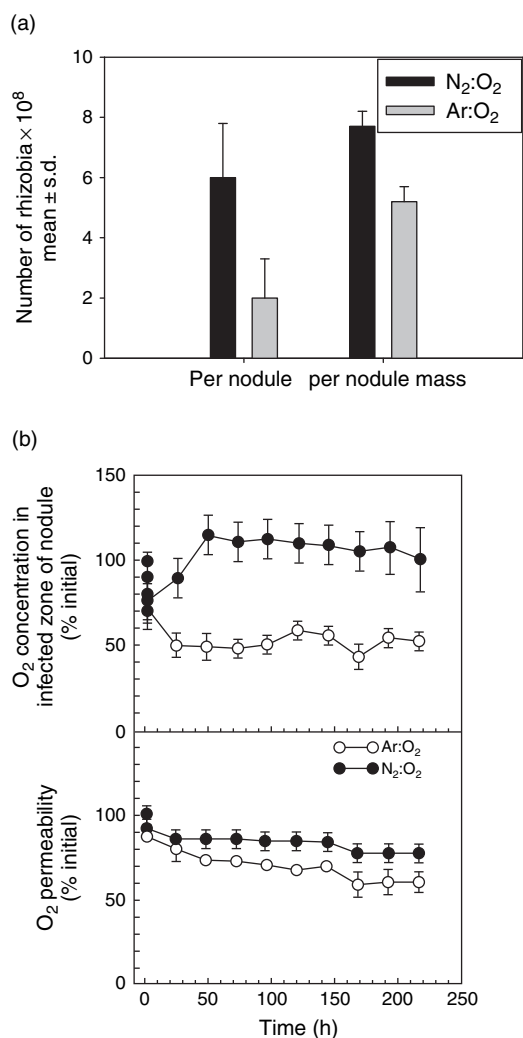 (a)
10
8
6
4
2
0
Number of rhizobia × 10⁸
mean ± s.d.
N₂:O₂
Ar:O₂
Per nodule
per nodule mass
(b)
150
100
50
0
O₂ concentration in
infected zone of nodule
(% initial)
Ar:O₂
N₂:O₂
100
50
0
O₂ permeability
(% initial)
0 50 100 150 200 250
Time (h)